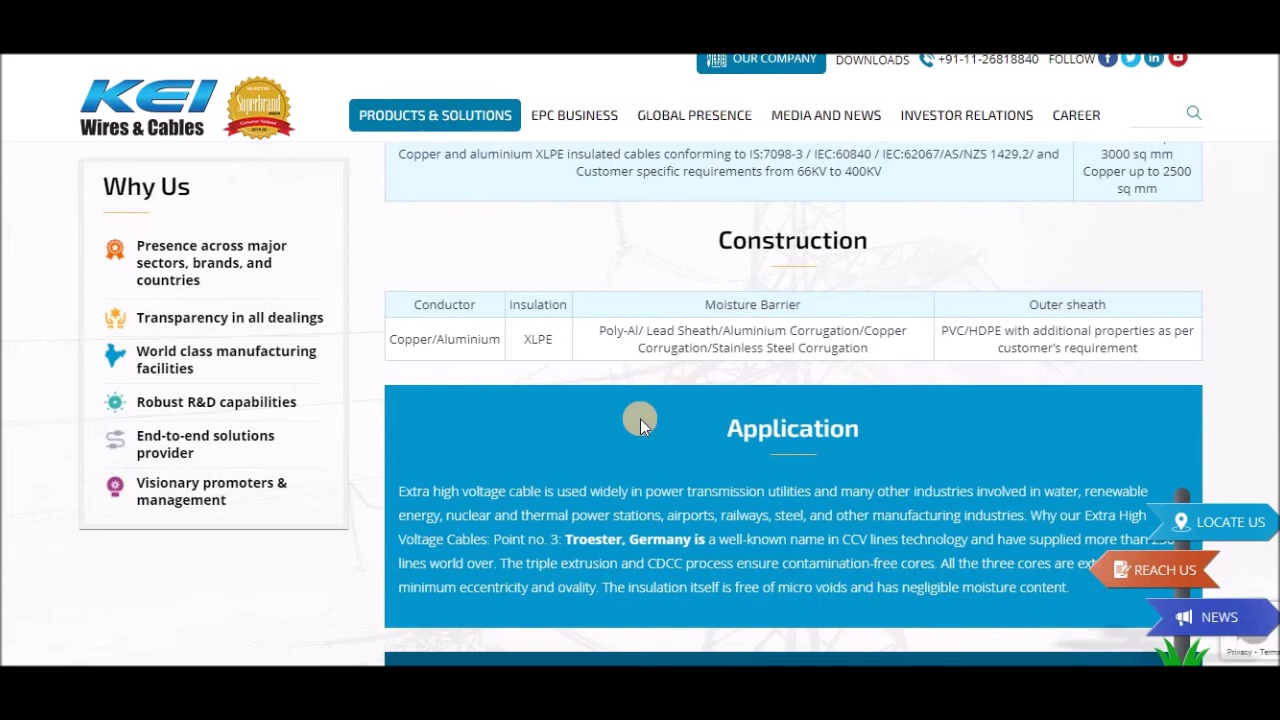 OUR COMPANY
DOWNLOADS
+91-11-26818840
FOLLOW
KEI
Wires & Cables
Superbrand
PRODUCTS & SOLUTIONS
EPC BUSINESS
GLOBAL PRESENCE
MEDIA AND NEWS
INVESTOR RELATIONS
CAREER
Why Us
Presence across major
sectors, brands, and
countries
Transparency in all dealings
World class manufacturing
facilities
Robust R&D capabilities
End-to-end solutions
provider
Visionary promoters &
management
Copper and aluminium XLPE insulated cables conforming to IS:7098-3 / IEC:60840 / IEC:62067/AS/NZS 1429.2/ and
Customer specific requirements from 66KV to 400KV
3000 sq mm
Copper up to 2500
sq mm
Construction
Conductor
Insulation
Moisture Barrier
Outer sheath
Copper/Aluminium
XLPE
Poly-Al/ Lead Sheath/Aluminium Corrugation/Copper
Corrugation/Stainless Steel Corrugation
PVC/HDPE with additional properties as per
customer's requirement
Application
Extra high voltage cable is used widely in power transmission utilities and many other industries involved in water, renewable
energy, nuclear and thermal power stations, airports, railways, steel, and other manufacturing industries. Why our Extra High
Voltage Cables: Point no. 3: Troester, Germany is a well-known name in CCV lines technology and have supplied more than
lines world over. The triple extrusion and CDCC process ensure contamination-free cores. All the three cores are
minimum eccentricity and ovality. The insulation itself is free of micro voids and has negligible moisture content.
LOCATE US
REACH US
NEWS
Privacy - Terms